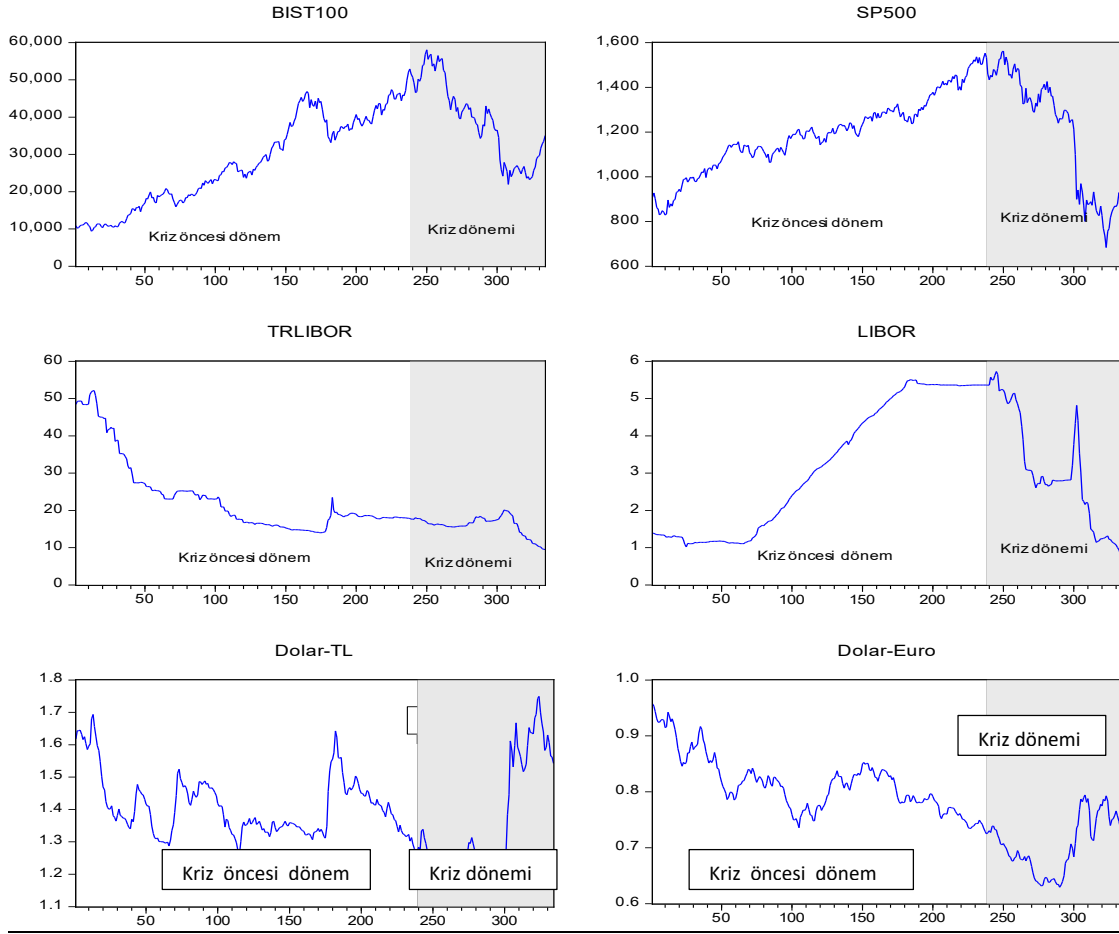 BIST100
60,000
50,000
40,000
30,000
20,000
10,000
0
Kriz öncesi dönem
Kriz dönemi
50 100 150 200 250 300
SP500
1,600
1,400
1,200
1,000
800
600
Kriz öncesi dönem
Kriz dönemi
50 100 150 200 250 300
TRLIBOR
60
50
40
30
20
10
0
Kriz öncesi dönem
Kriz dönemi
50 100 150 200 250 300
LIBOR
6
5
4
3
2
1
0
Kriz öncesi dönem
Kriz dönemi
50 100 150 200 250 300
Dolar-TL
1.8
1.7
1.6
1.5
1.4
1.3
1.2
1.1
Kriz öncesi dönem
Kriz dönemi
50 100 150 200 250 300
Dolar-Euro
1.0
0.9
0.8
0.7
0.6
Kriz dönemi
Kriz öncesi dönem
50 100 150 200 250 300